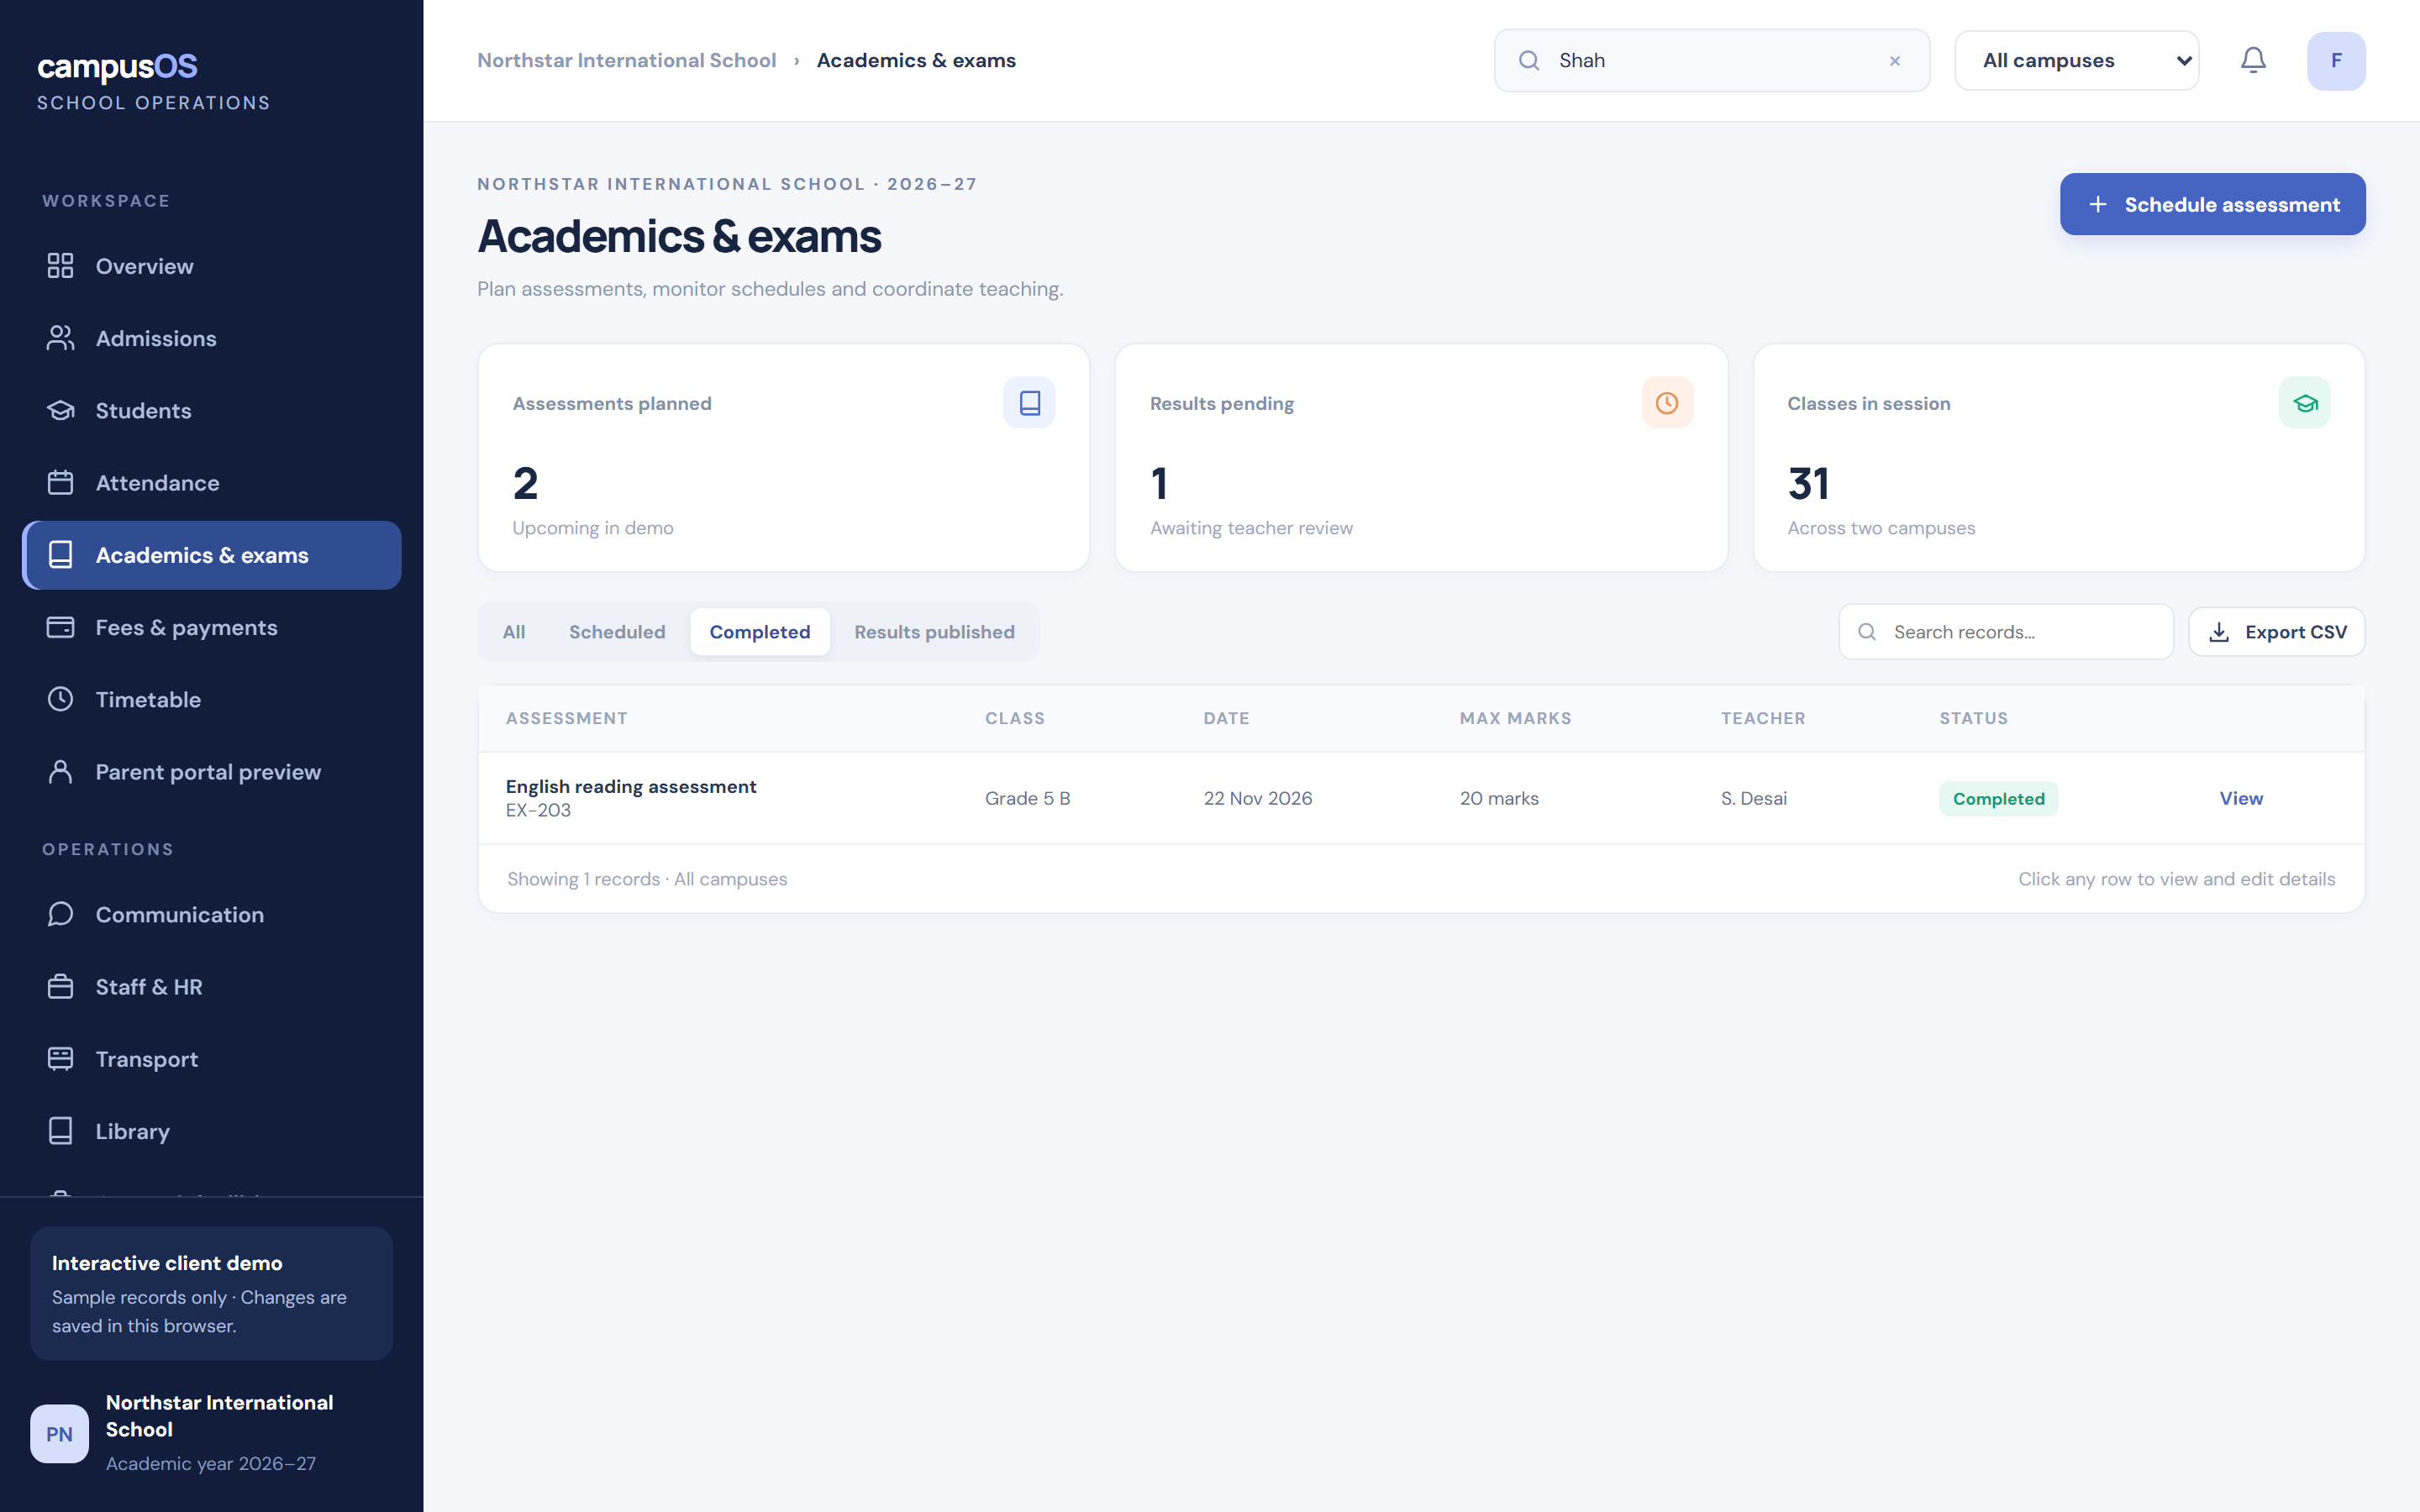 campusOS
SCHOOL OPERATIONS
WORKSPACE
Overview
Admissions
Students
Attendance
Academics & exams
Fees & payments
Timetable
Parent portal preview
OPERATIONS
Communication
Staff & HR
Transport
Library
Interactive client demo
Sample records only · Changes are
saved in this browser.
PN
Northstar International
School
Academic year 2026–27
Northstar International School › Academics & exams
Shah ×
All campuses
F
NORTHSTAR INTERNATIONAL SCHOOL · 2026–27
Academics & exams
Plan assessments, monitor schedules and coordinate teaching.
+ Schedule assessment
Assessments planned
2
Upcoming in demo
Results pending
1
Awaiting teacher review
Classes in session
31
Across two campuses
All Scheduled Completed Results published
Search records...
Export CSV
ASSESSMENT CLASS DATE MAX MARKS TEACHER STATUS
English reading assessment
EX-203
Grade 5 B 22 Nov 2026 20 marks S. Desai Completed View
Showing 1 records · All campuses
Click any row to view and edit details